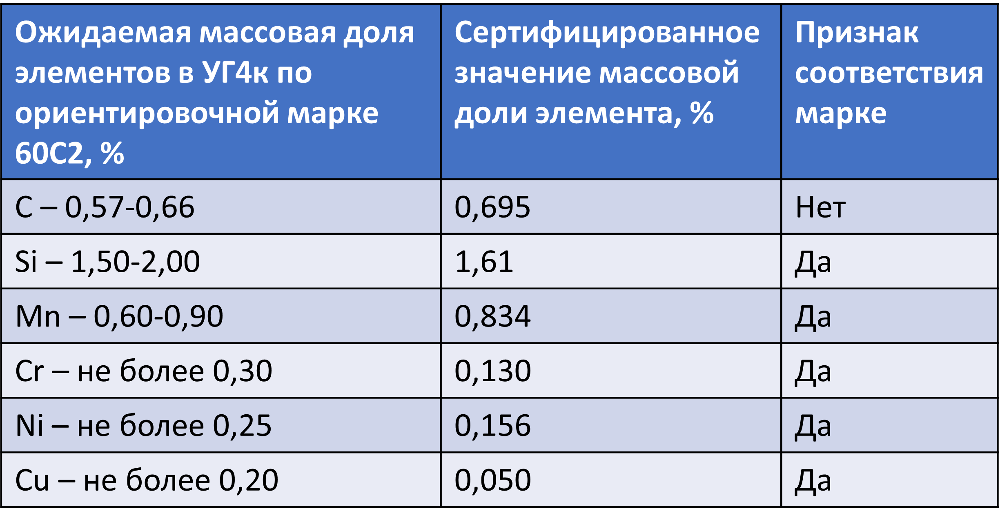 Ожидаемая массовая доля
элементов в УГ4к по
ориентировочной марке
60С2, %
Сертифицированное
значение массовой
доли элемента, %
Признак
соответствия
марке
C – 0,57-0,66
0,695
Нет
Si – 1,50-2,00
1,61
Да
Mn – 0,60-0,90
0,834
Да
Cr – не более 0,30
0,130
Да
Ni – не более 0,25
0,156
Да
Cu – не более 0,20
0,050
Да